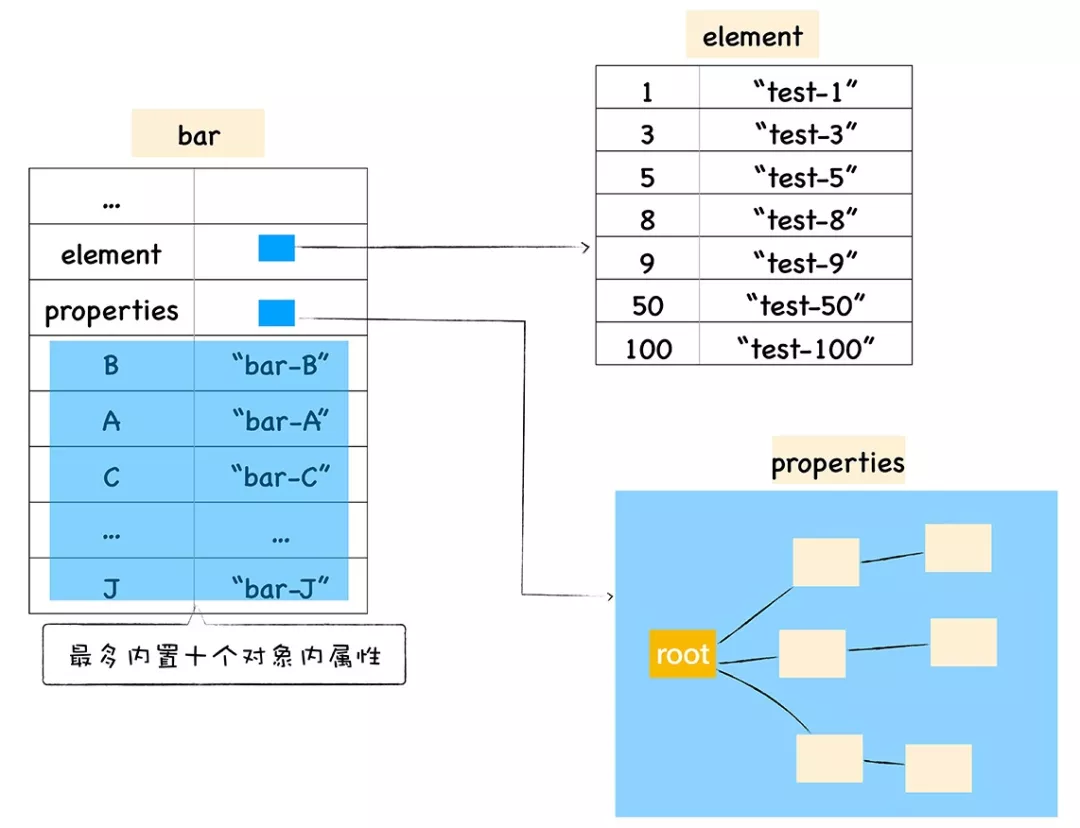 bar
...
element
properties
B “bar-B”
A “bar-A”
C “bar-C”
... ...
J “bar-J”
最多内置十个对象内属性
element
1 “test-1”
3 “test-3”
5 “test-5”
8 “test-8”
9 “test-9”
50 “test-50”
100 “test-100”
properties
root